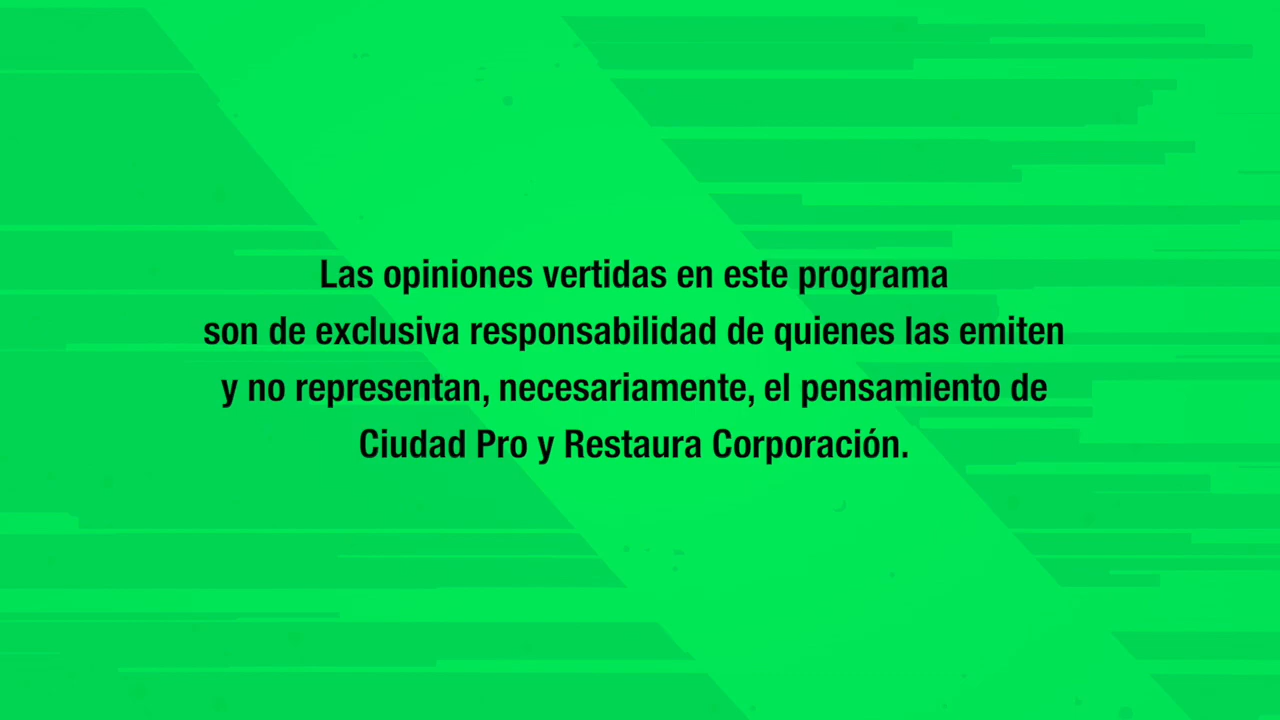 Las opiniones vertidas en este programa
son de exclusiva responsabilidad de quienes las emiten
y no representan, necesariamente, el pensamiento de
Ciudad Pro y Restaura Corporación.